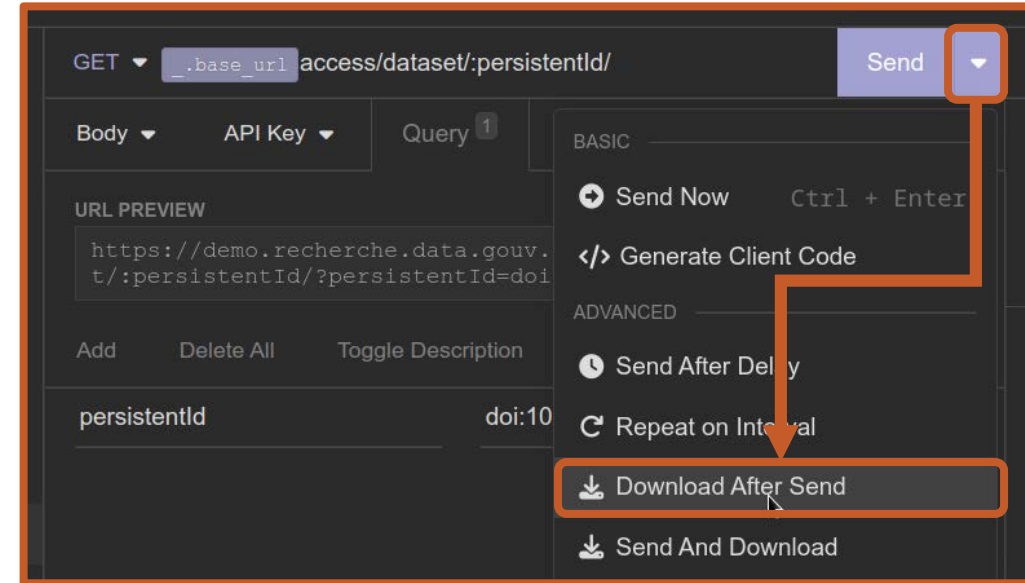 GET _.base_url access/dataset/:persistentId/ Send
Body API Key Query 1
URL PREVIEW
https://demo.recherche.data.gouv.
t/:persistentId/?persistentId=doi
Add Delete All Toggle Description
persistentId doi:10
BASIC
Send Now Ctrl + Enter
</> Generate Client Code
ADVANCED
Send After Delay
Repeat on Interval
Download After Send
Send And Download